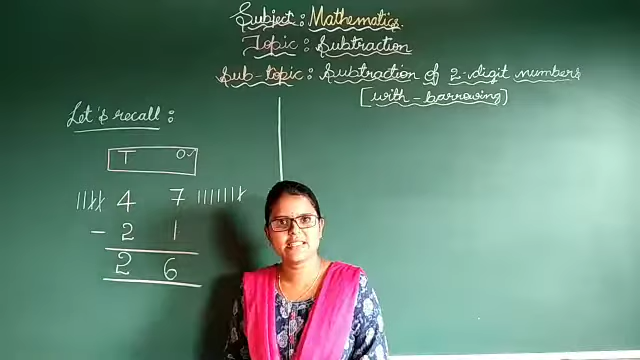 Subject: Mathematics.
Topic: Subtraction
Sub-topic: Subtraction of 2-digit numbers
[with-barrowing]
Let's recall:
T O
4 7
- 2 1
2 6